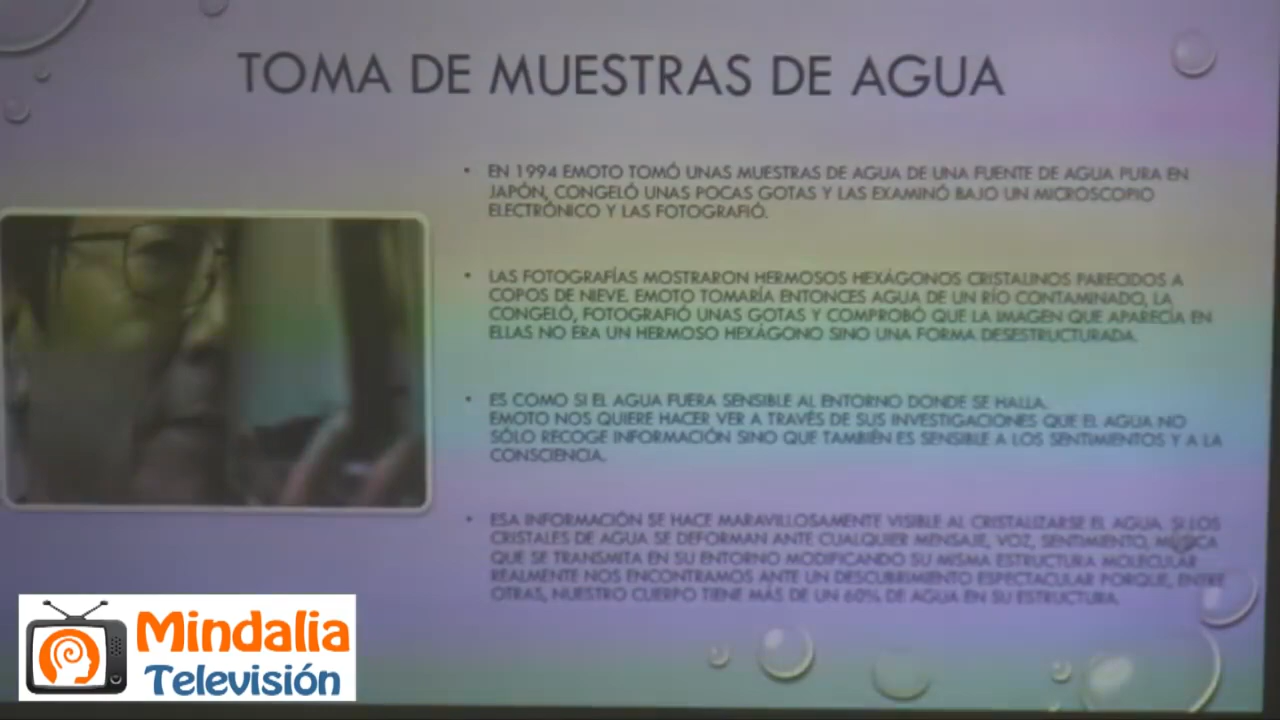 TOMA DE MUESTRAS DE AGUA
• EN 1994 EMOTO TOMÓ UNAS MUESTRAS DE AGUA DE UNA FUENTE DE AGUA PURA EN
JAPÓN, CONGELÓ UNAS POCAS GOTAS Y LAS EXAMINÓ BAJO UN MICROSCOPIO
ELECTRÓNICO Y LAS FOTOGRAFIÓ.
• LAS FOTOGRAFÍAS MOSTRARON HERMOSOS HEXÁGONOS CRISTALINOS PARECIDOS A
COPOS DE NIEVE. EMOTO TOMARÍA ENTONCES AGUA DE UN RÍO CONTAMINADO, LA
CONGELÓ, FOTOGRAFIÓ UNAS GOTAS Y COMPROBÓ QUE LA IMAGEN QUE APARECÍA EN
ELLAS NO ERA UN HERMOSO HEXÁGONO SINO UNA FORMA DESESTRUCTURADA.
• ES COMO SI EL AGUA FUERA SENSIBLE AL ENTORNO DONDE SE HALLA.
EMOTO NOS QUIERE HACER VER A TRAVÉS DE SUS INVESTIGACIONES QUE EL AGUA NO
SÓLO RECOGE INFORMACIÓN SINO QUE TAMBIÉN ES SENSIBLE A LOS SENTIMIENTOS Y A LA
CONSCIENCIA.
• ESA INFORMACIÓN SE HACE MARAVILLOSAMENTE VISIBLE AL CRISTALIZARSE EL AGUA. SI LOS
CRISTALES DE AGUA SE DEFORMAN ANTE CUALQUIER MENSAJE, VOZ, SENTIMIENTO, MÚSICA
QUE SE TRANSMITA EN SU ENTORNO MODIFICANDO SU MISMA ESTRUCTURA MOLECULAR
REALMENTE NOS ENCONTRAMOS ANTE UN DESCUBRIMIENTO ESPECTACULAR PORQUE, ENTRE
OTRAS, NUESTRO CUERPO TIENE MÁS DE UN 60% DE AGUA EN SU ESTRUCTURA.
Mindalia
Televisión